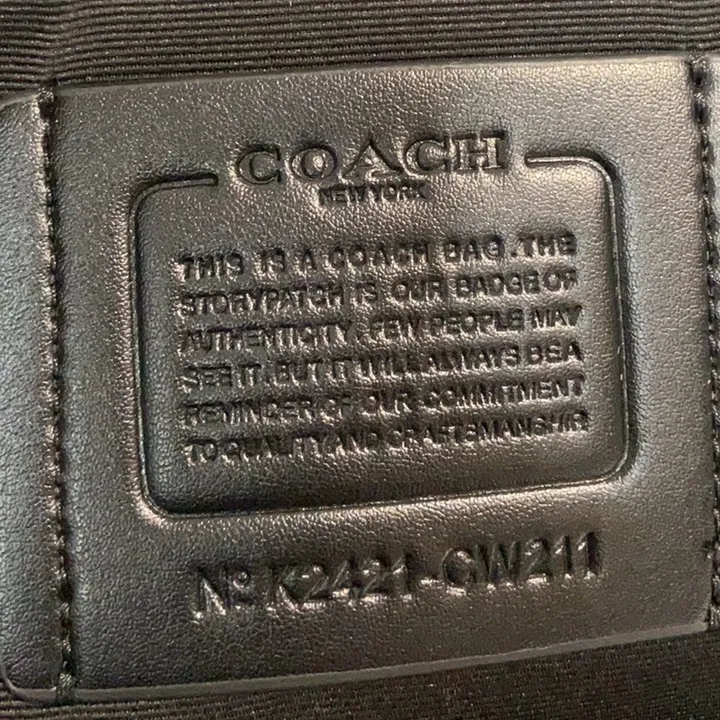 COACH
NEW YORK
THIS IS A COACH BAG. THE
STORYPATCH IS OUR BADGE OF
AUTHENTICITY. FEW PEOPLE MAY
SEE IT. BUT IT WILL ALWAYS BE A
REMINDER OF OUR COMMITMENT
TO QUALITY AND CRAFTSMANSHIP
Nº K2421-CW211